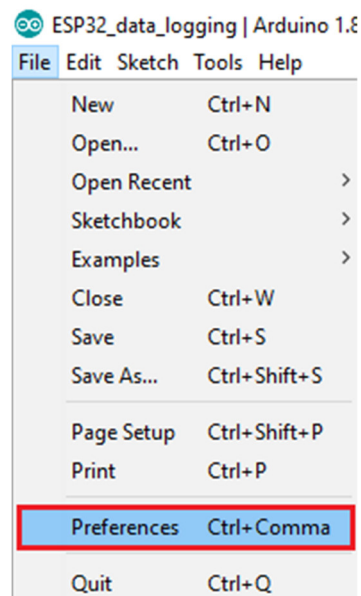 ESP32_data_logging | Arduino 1.8
File Edit Sketch Tools Help
New Ctrl+N
Open... Ctrl+O
Open Recent >
Sketchbook >
Examples >
Close Ctrl+W
Save Ctrl+S
Save As... Ctrl+Shift+S
Page Setup Ctrl+Shift+P
Print Ctrl+P
Preferences Ctrl+Comma
Quit Ctrl+Q